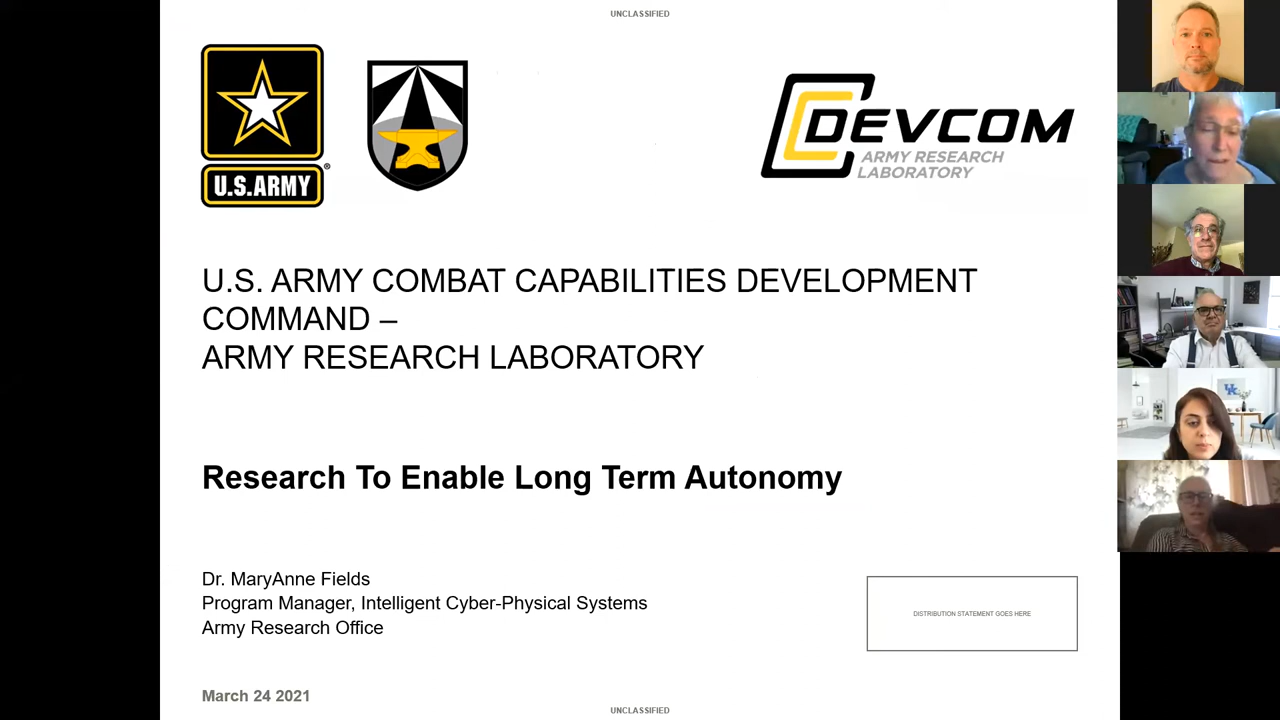 UNCLASSIFIED
U.S.ARMY
®
DEVCOM
ARMY RESEARCH
LABORATORY
U.S. ARMY COMBAT CAPABILITIES DEVELOPMENT
COMMAND –
ARMY RESEARCH LABORATORY
Research To Enable Long Term Autonomy
Dr. MaryAnne Fields
Program Manager, Intelligent Cyber-Physical Systems
Army Research Office
DISTRIBUTION STATEMENT GOES HERE
March 24 2021
UNCLASSIFIED
UK